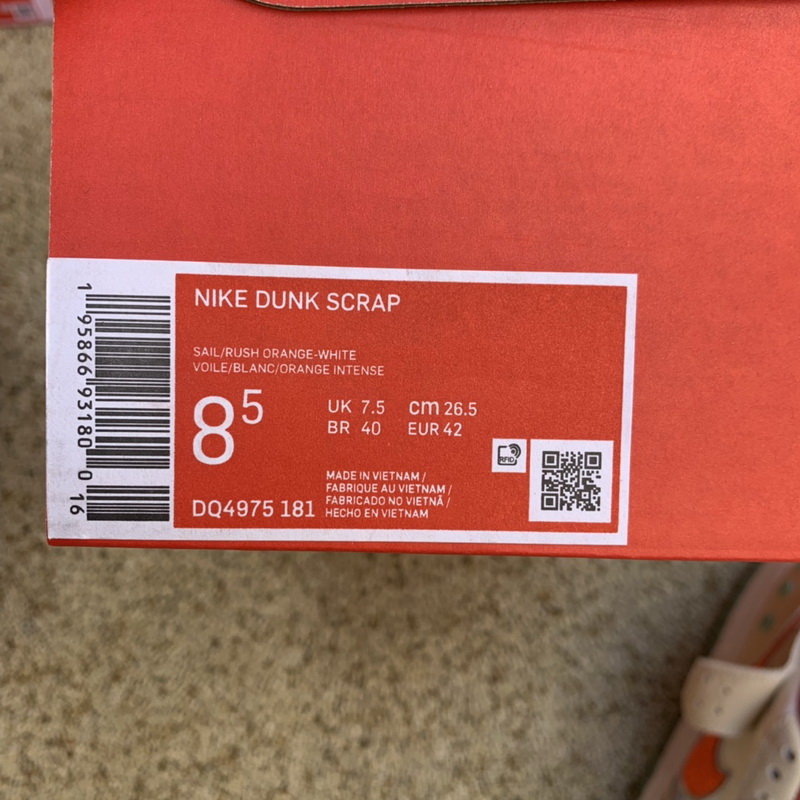 NIKE DUNK SCRAP
SAIL/RUSH ORANGE-WHITE
VOILE/BLANC/ORANGE INTENSE
8 5
UK 7.5 cm 26.5
BR 40 EUR 42
RFID
MADE IN VIETNAM /
FABRIQUE AU VIETNAM /
FABRICADO NO VIETNÃ /
HECHO EN VIETNAM
DQ4975 181
1 95866 93180 0 16